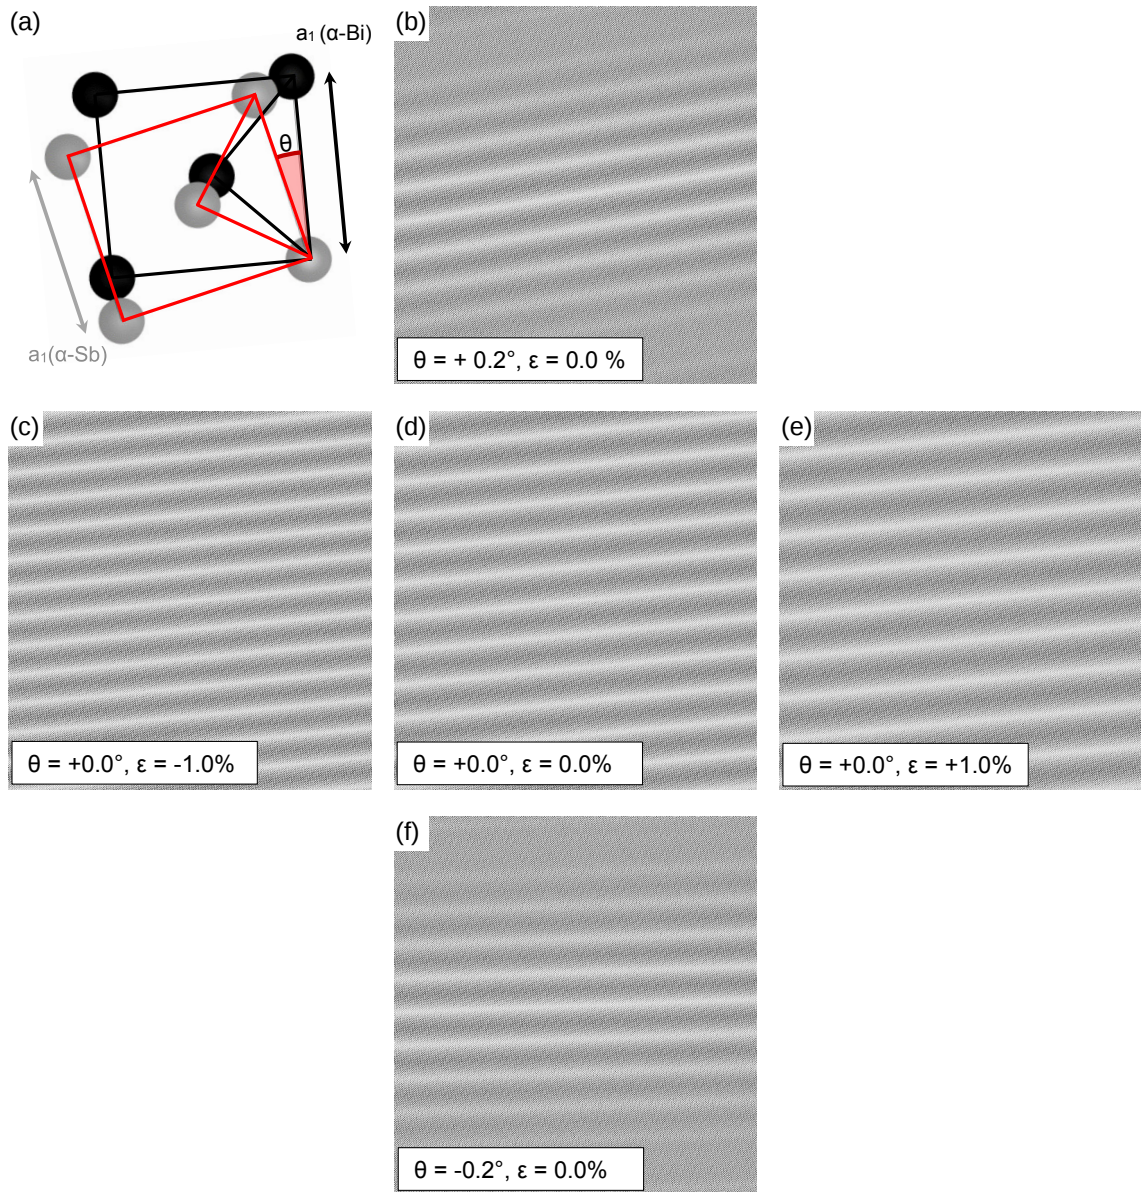 (a)
a₁ (α-Bi)
θ
a₁(α-Sb)
(b)
θ = + 0.2°, ε = 0.0 %
(c)
θ = +0.0°, ε = -1.0%
(d)
θ = +0.0°, ε = 0.0%
(e)
θ = +0.0°, ε = +1.0%
(f)
θ = -0.2°, ε = 0.0%